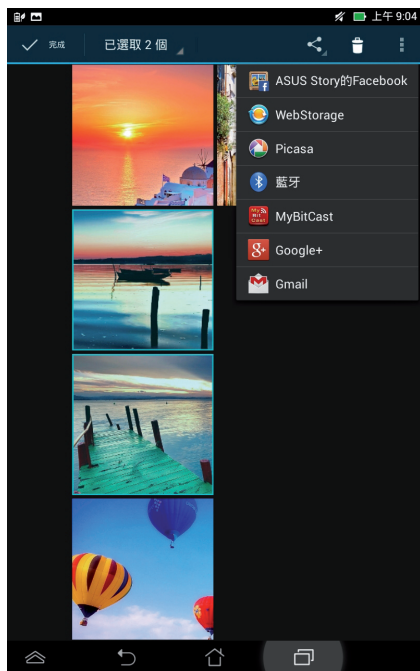 上午 9:04
完成
已選取 2 個
ASUS Story的Facebook
WebStorage
Picasa
藍牙
MyBitCast
Google+
Gmail